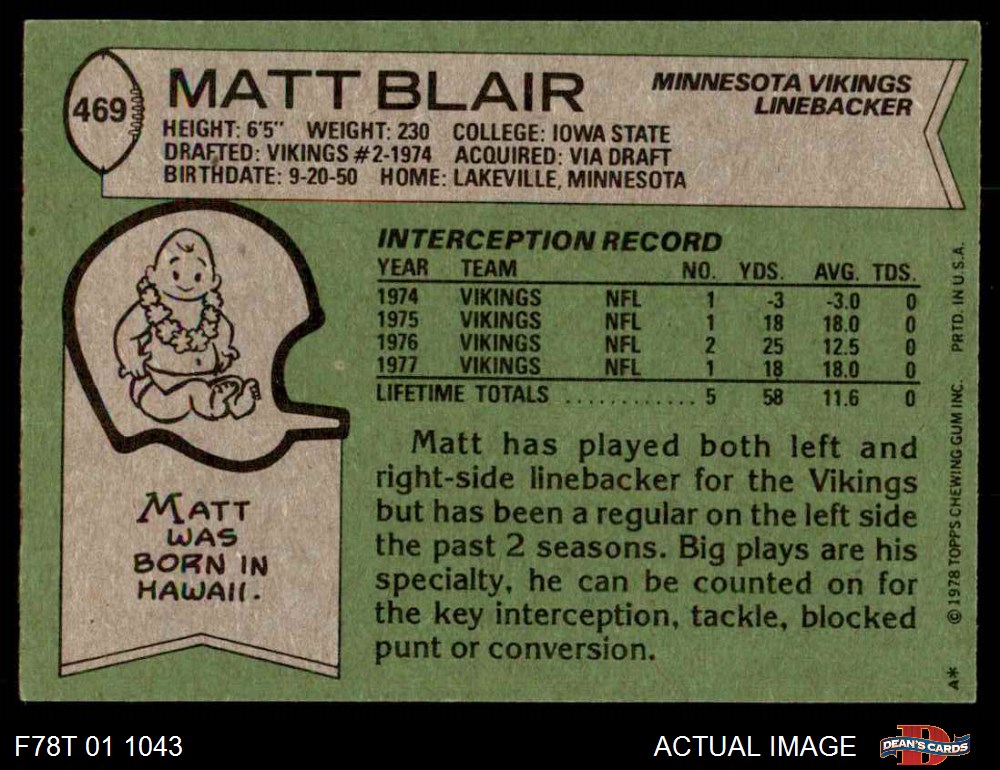 469
MATT BLAIR
MINNESOTA VIKINGS
LINEBACKER
HEIGHT: 6'5" WEIGHT: 230 COLLEGE: IOWA STATE
DRAFTED: VIKINGS #2-1974 ACQUIRED: VIA DRAFT
BIRTHDATE: 9-20-50 HOME: LAKEVILLE, MINNESOTA
INTERCEPTION RECORD
YEAR TEAM NO. YDS. AVG. TDS.
1974 VIKINGS NFL 1 -3 -3.0 0
1975 VIKINGS NFL 1 18 18.0 0
1976 VIKINGS NFL 2 25 12.5 0
1977 VIKINGS NFL 1 18 18.0 0
LIFETIME TOTALS ............ 5 58 11.6 0
Matt has played both left and
right-side linebacker for the Vikings
but has been a regular on the left side
the past 2 seasons. Big plays are his
specialty, he can be counted on for
the key interception, tackle, blocked
punt or conversion.
MATT
WAS
BORN IN
HAWAII.
A* © 1978 TOPPS CHEWING GUM INC. PRTD. IN U.S.A.
F78T 01 1043
ACTUAL IMAGE
D
DEAN'S CARDS